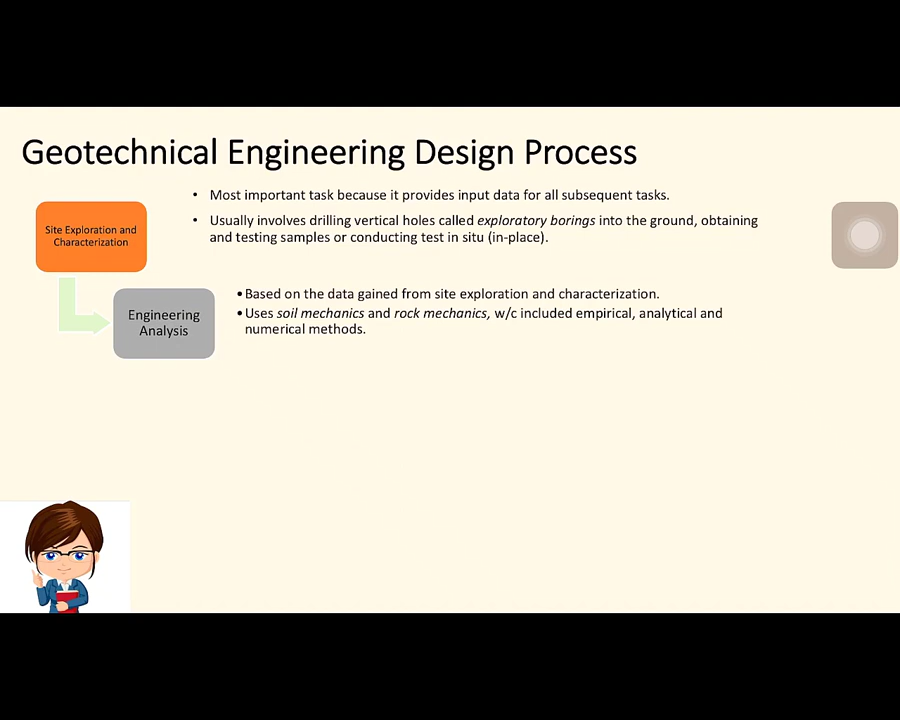 Geotechnical Engineering Design Process
• Most important task because it provides input data for all subsequent tasks.
Site Exploration and
Characterization
• Usually involves drilling vertical holes called exploratory borings into the ground, obtaining
and testing samples or conducting test in situ (in-place).
Engineering
Analysis
•Based on the data gained from site exploration and characterization.
•Uses soil mechanics and rock mechanics, w/c included empirical, analytical and
numerical methods.